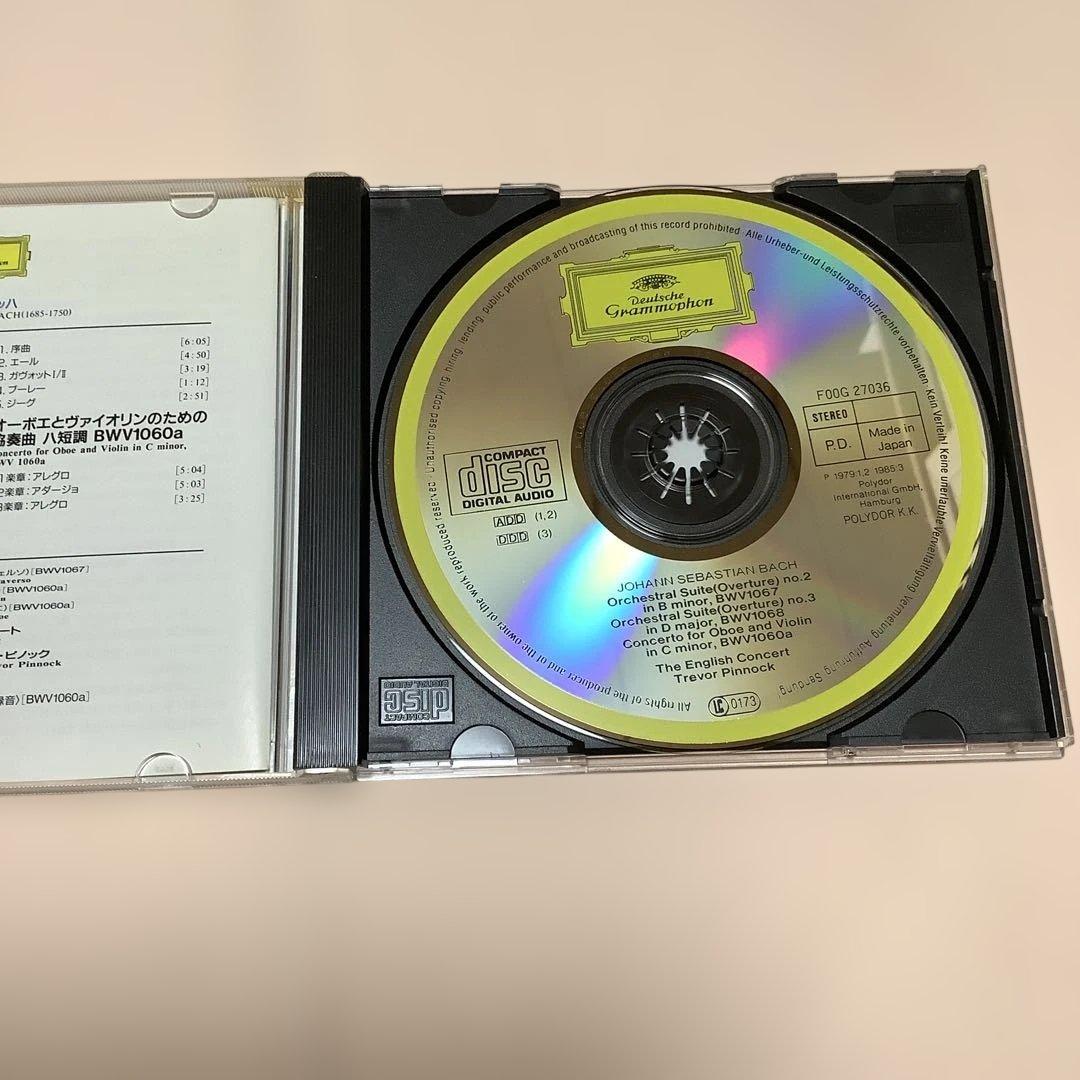 ACH(1685-1750)
1. 序曲 [6:05]
2. エール [4:50]
3. ガヴォットI/II [3:19]
ブーレー [1:12]
ジーグ [2:51]
オーボエとヴァイオリンのための
協奏曲 ハ短調 BWV1060a
oncerto for Oboe and Violin in C minor,
WV 1060a
楽章:アレグロ [5:04]
楽章:アダージョ [5:03]
楽章:アレグロ [3:25]
[BWV1067]
averso
[BWV1060a]
[BWV1060a]
ート
ピノック
vor Pinnock
録音)[BWV1060a]
Deutsche
Grammophon
F00G 27036
STEREO
P.D.
Made in
Japan
P 1979:1,2 1985:3
Polydor
International GmbH,
Hamburg
POLYDOR K.K.
COMPACT
disc
DIGITAL AUDIO
ADD (1,2)
DDD (3)
JOHANN SEBASTIAN BACH
Orchestral Suite(Overture) no.2
in B minor, BWV1067
Orchestral Suite(Overture) no.3
in D major, BWV1068
Concerto for Oboe and Violin
in C minor, BWV1060a
The English Concert
Trevor Pinnock
LC 0173
All rights of the producer and of the owner of the work reproduced reserved. Unauthorised copying, hiring, lending, public performance and broadcasting of this record prohibited. Alle Urheber-und Leistungsschutzrechte vorbehalten. Kein Verleih! Keine unerlaubte Vervielfältigung Vermietung Aufführung Sendung
COMPACT
disc
DIGITAL AUDIO